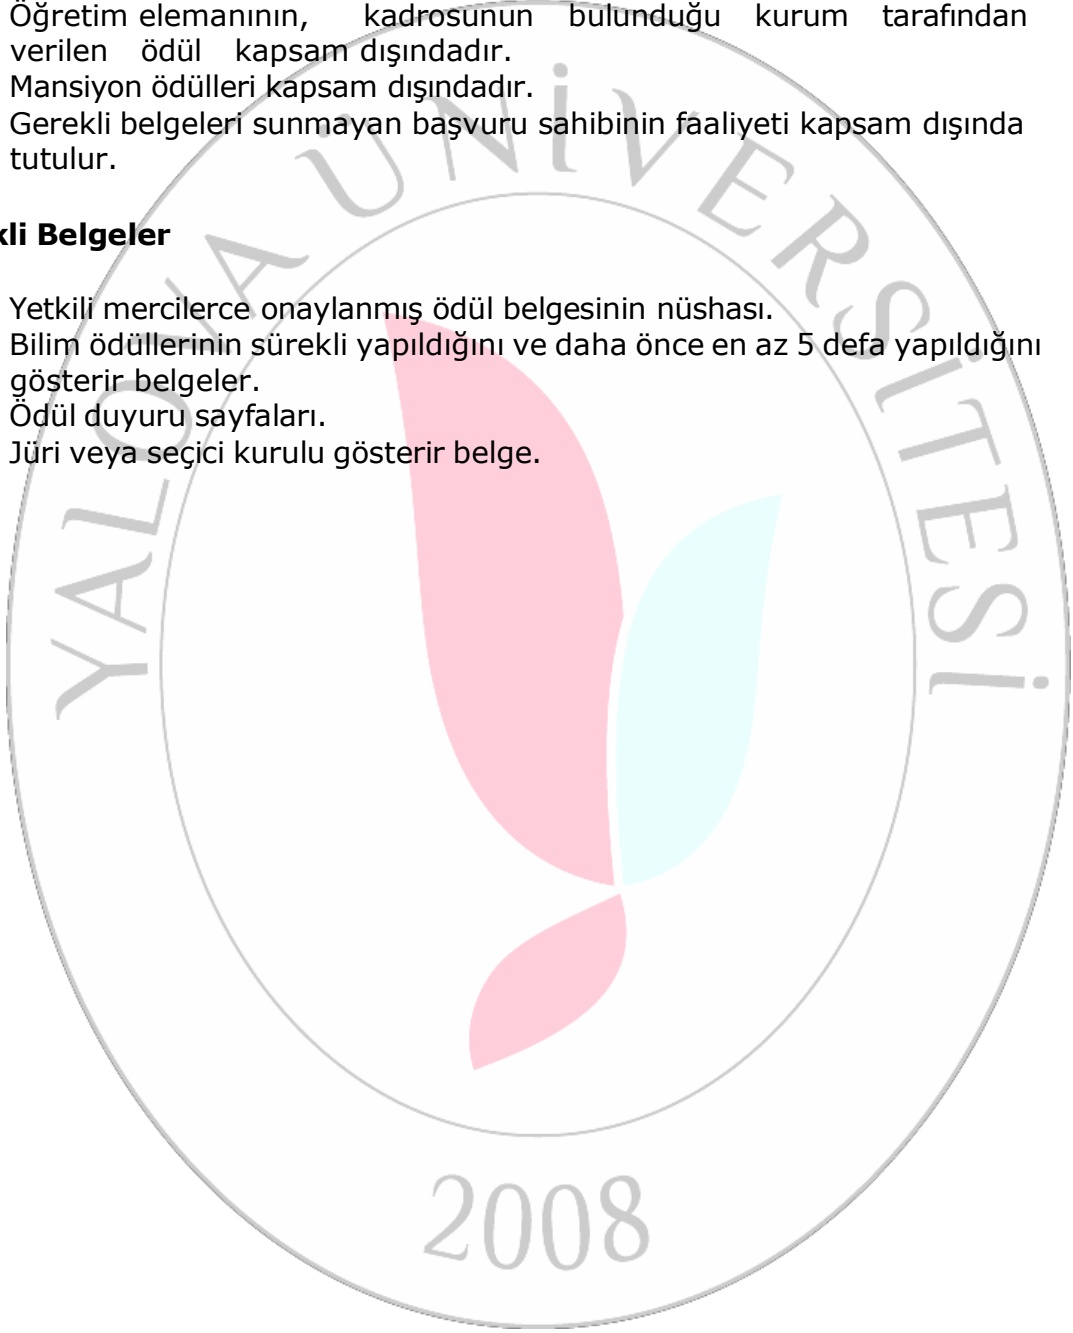 Öğretim elemanının, kadrosunun bulunduğu kurum tarafından
verilen ödül kapsam dışındadır.
Mansiyon ödülleri kapsam dışındadır.
Gerekli belgeleri sunmayan başvuru sahibinin faaliyeti kapsam dışında
tutulur.
kli Belgeler
Yetkili mercilerce onaylanmış ödül belgesinin nüshası.
Bilim ödüllerinin sürekli yapıldığını ve daha önce en az 5 defa yapıldığını
gösterir belgeler.
Ödül duyuru sayfaları.
Jüri veya seçici kurulu gösterir belge.
YALOVA ÜNİVERSİTESİ
2008